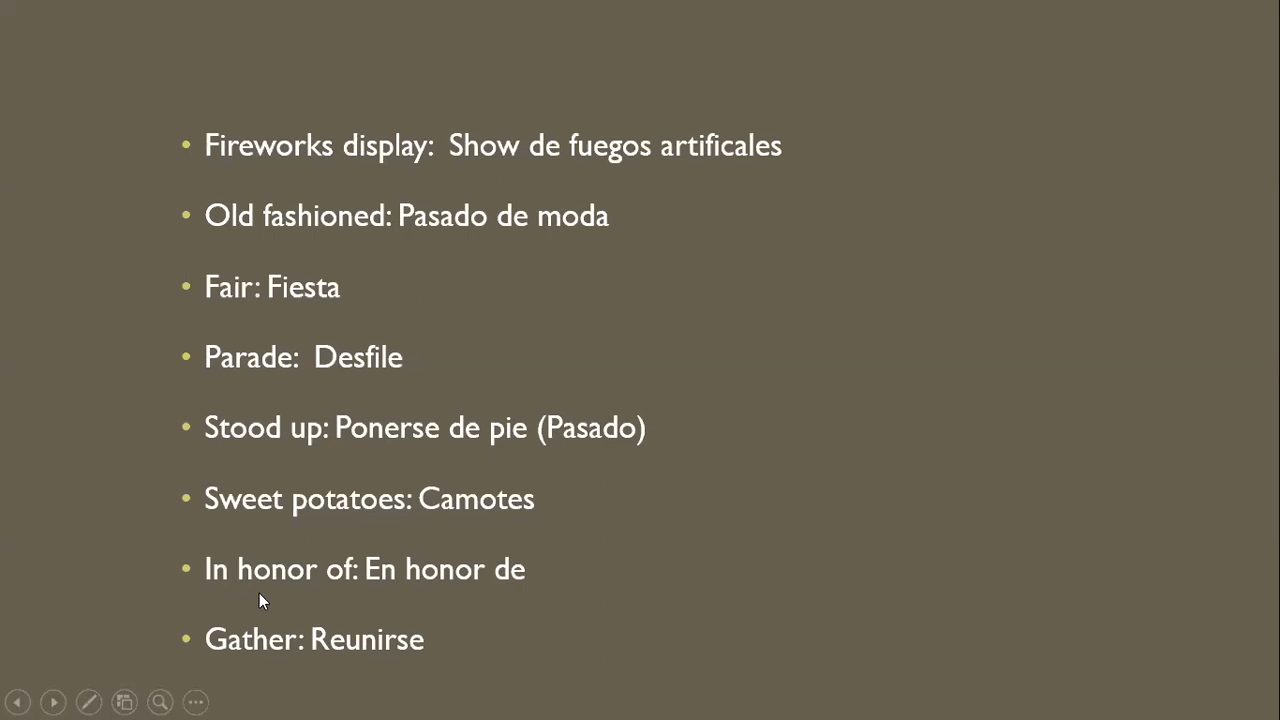 • Fireworks display:  Show de fuegos artificales
• Old fashioned: Pasado de moda
• Fair: Fiesta
• Parade:  Desfile
• Stood up: Ponerse de pie (Pasado)
• Sweet potatoes: Camotes
• In honor of: En honor de
• Gather: Reunirse